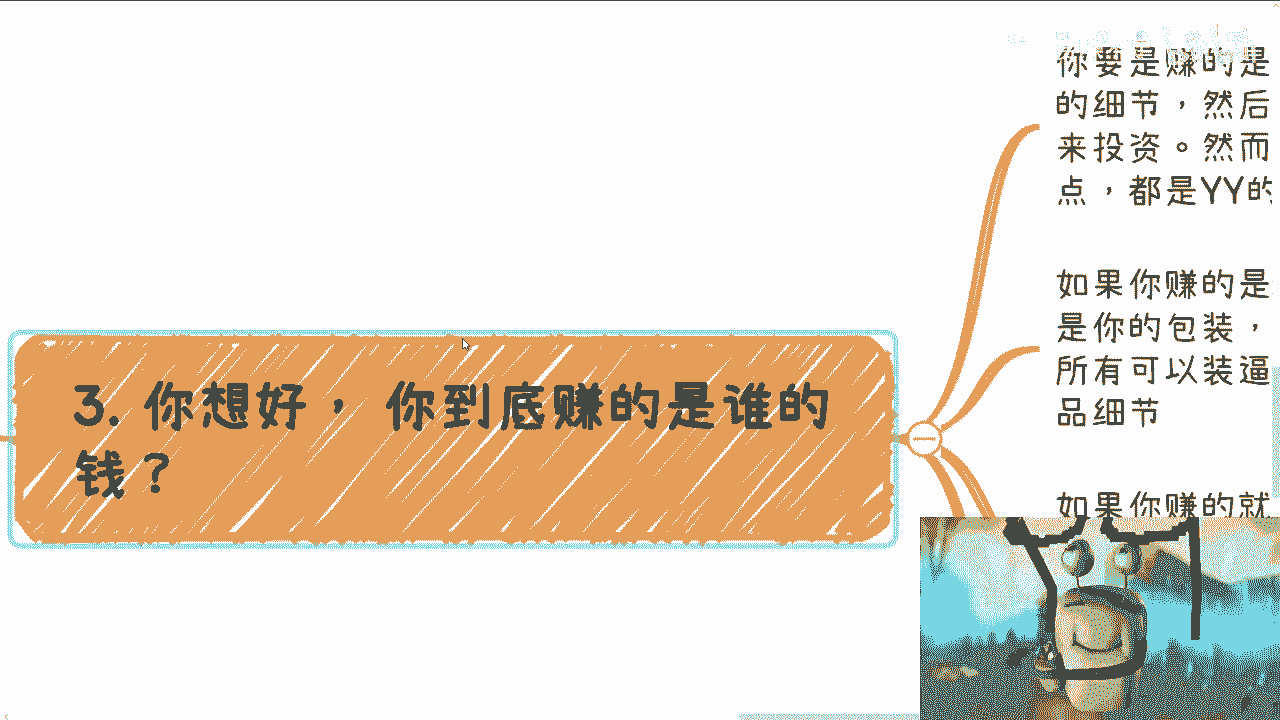 你要是赚的是
的细节，然后
来投资。然而
点，都是YY的
如果你赚的是
是你的包装，
所有可以装逼
品细节
3. 你想好， 你到底赚的是谁的
钱？
如果你赚的就